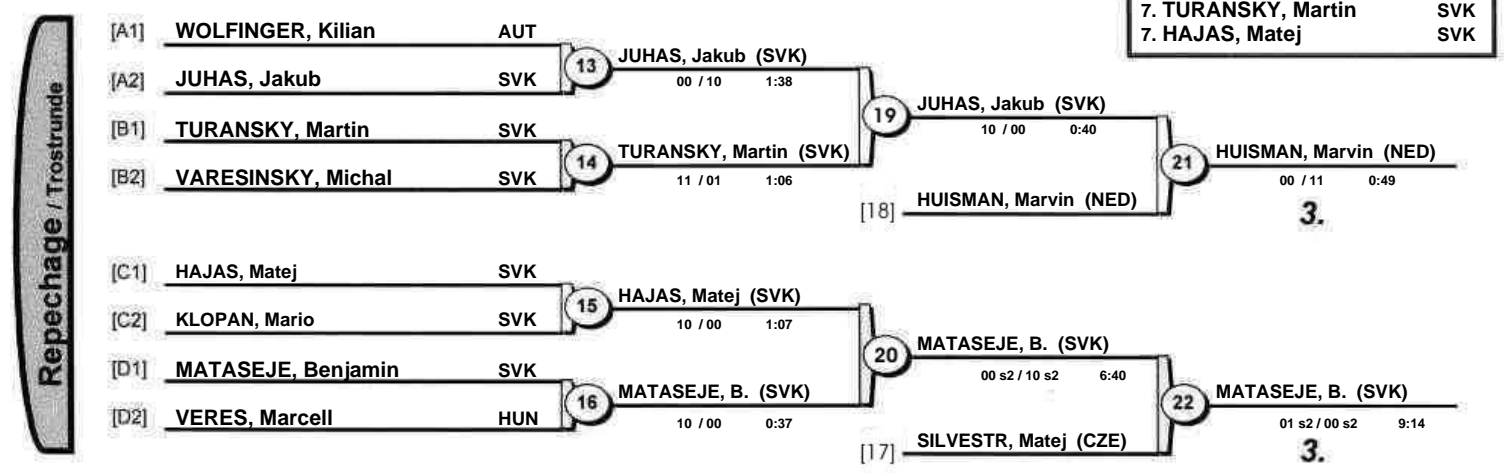 7. TURANSKY, Martin SVK
7. HAJAS, Matej SVK
Repechage / Trostrunde
[A1] WOLFINGER, Kilian AUT
13 JUHAS, Jakub (SVK)
00 / 10 1:38
[A2] JUHAS, Jakub SVK
19 JUHAS, Jakub (SVK)
10 / 00 0:40
[B1] TURANSKY, Martin SVK
14 TURANSKY, Martin (SVK)
11 / 01 1:06
[B2] VARESINSKY, Michal SVK
21 HUISMAN, Marvin (NED)
00 / 11 0:49
[18] HUISMAN, Marvin (NED)
3.
[C1] HAJAS, Matej SVK
15 HAJAS, Matej (SVK)
10 / 00 1:07
[C2] KLOPAN, Mario SVK
20 MATASEJE, B. (SVK)
00 s2 / 10 s2 6:40
[D1] MATASEJE, Benjamin SVK
16 MATASEJE, B. (SVK)
10 / 00 0:37
[D2] VERES, Marcell HUN
22 MATASEJE, B. (SVK)
01 s2 / 00 s2 9:14
[17] SILVESTR, Matej (CZE)
3.